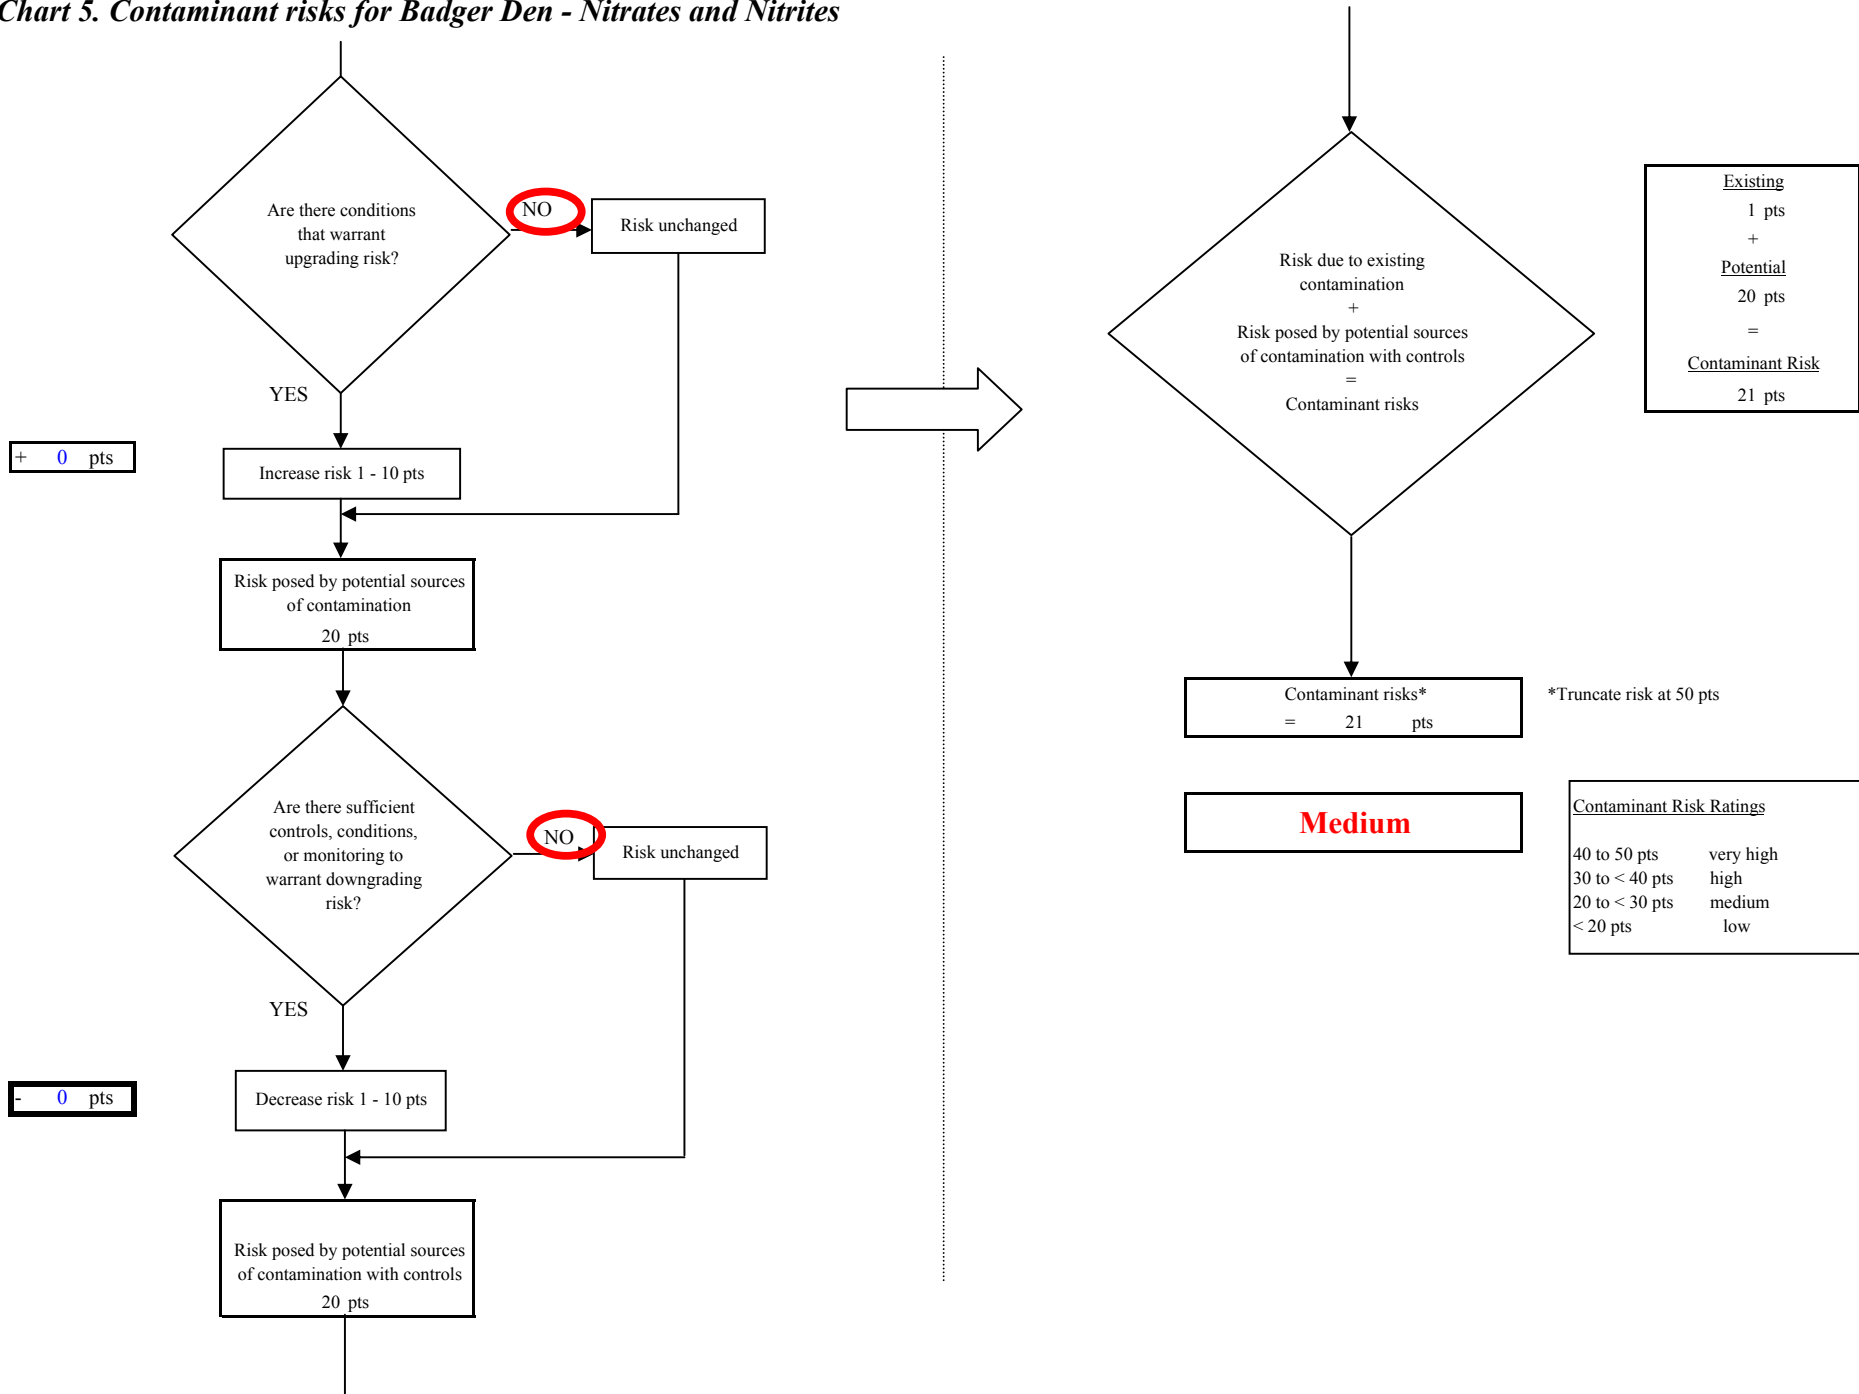 Chart 5. Contaminant risks for Badger Den - Nitrates and Nitrites
Are there conditions
that warrant
upgrading risk?
NO
Risk unchanged
YES
+ 0 pts
Increase risk 1 - 10 pts
Risk posed by potential sources
of contamination
20 pts
Are there sufficient
controls, conditions,
or monitoring to
warrant downgrading
risk?
NO
Risk unchanged
YES
- 0 pts
Decrease risk 1 - 10 pts
Risk posed by potential sources
of contamination with controls
20 pts
Risk due to existing
contamination
+
Risk posed by potential sources
of contamination with controls
=
Contaminant risks
Existing
1 pts
+
Potential
20 pts
=
Contaminant Risk
21 pts
Contaminant risks*
= 21 pts
*Truncate risk at 50 pts
Medium
Contaminant Risk Ratings
40 to 50 pts very high
30 to < 40 pts high
20 to < 30 pts medium
< 20 pts low